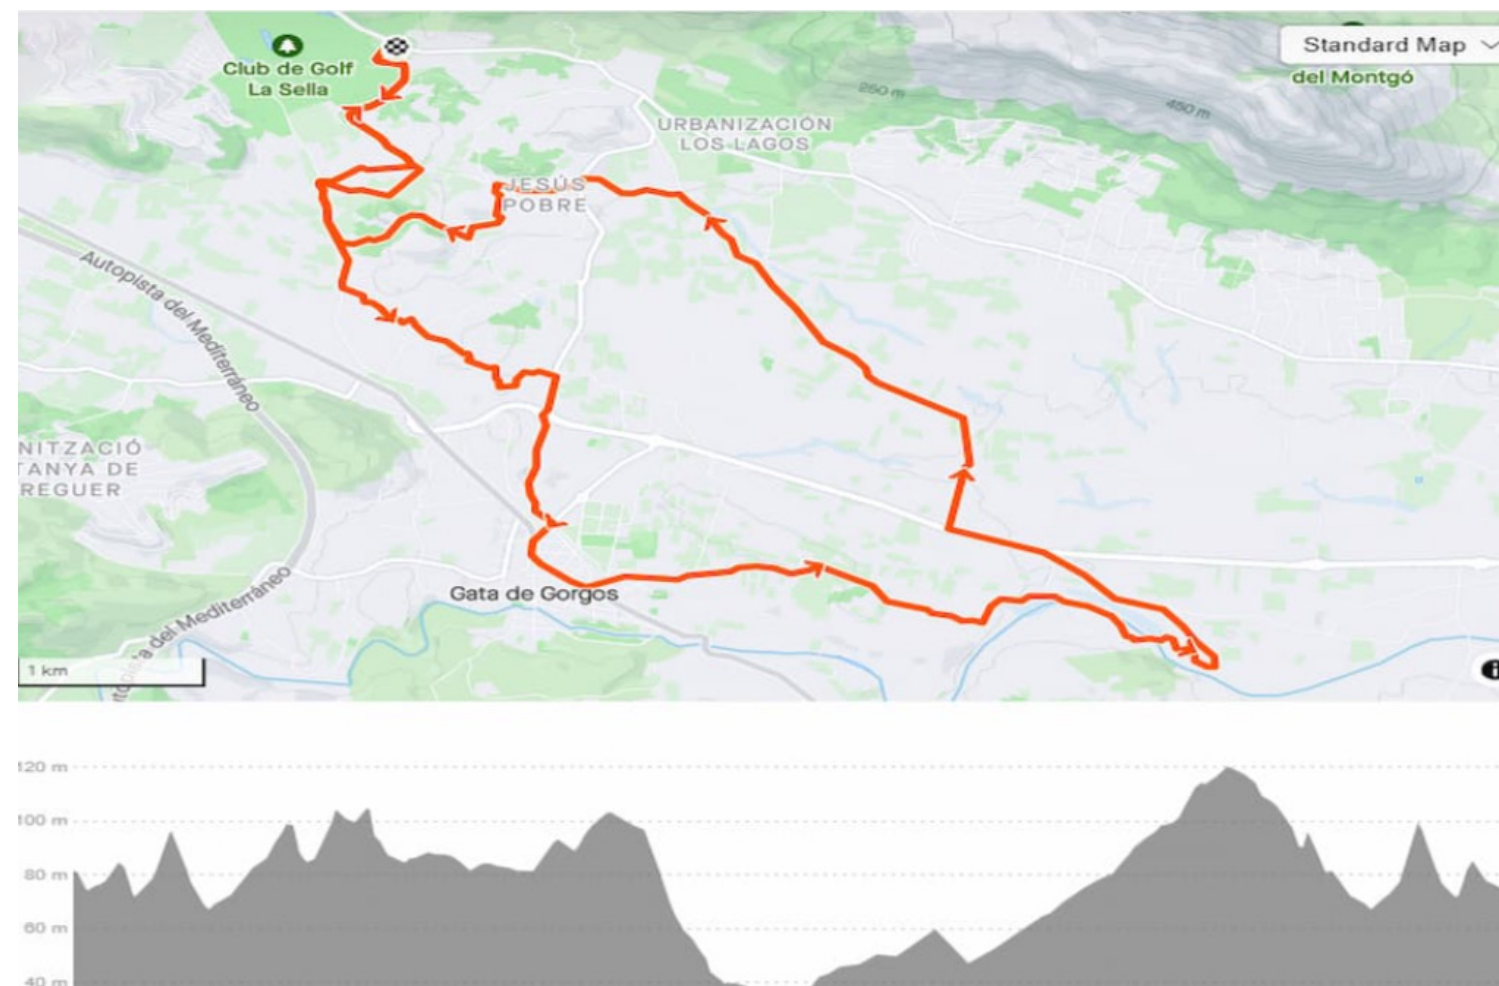 Standard Map
del Montgó
Club de Golf
La Sella
250 m
450 m
URBANIZACIÓN
LOS LAGOS
JESÚS
POBRE
Autopista del Mediterráneo
NITZACIÓ
TANYA DE
REGUER
Gata de Gorgos
del Mediterráneo
1 km
120 m
100 m
80 m
60 m
40 m